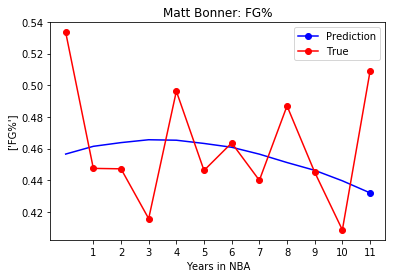 Matt Bonner: FG%
0.54
0.52
0.50
0.48
0.46
0.44
0.42
['FG%']
Prediction
True
1 2 3 4 5 6 7 8 9 10 11
Years in NBA